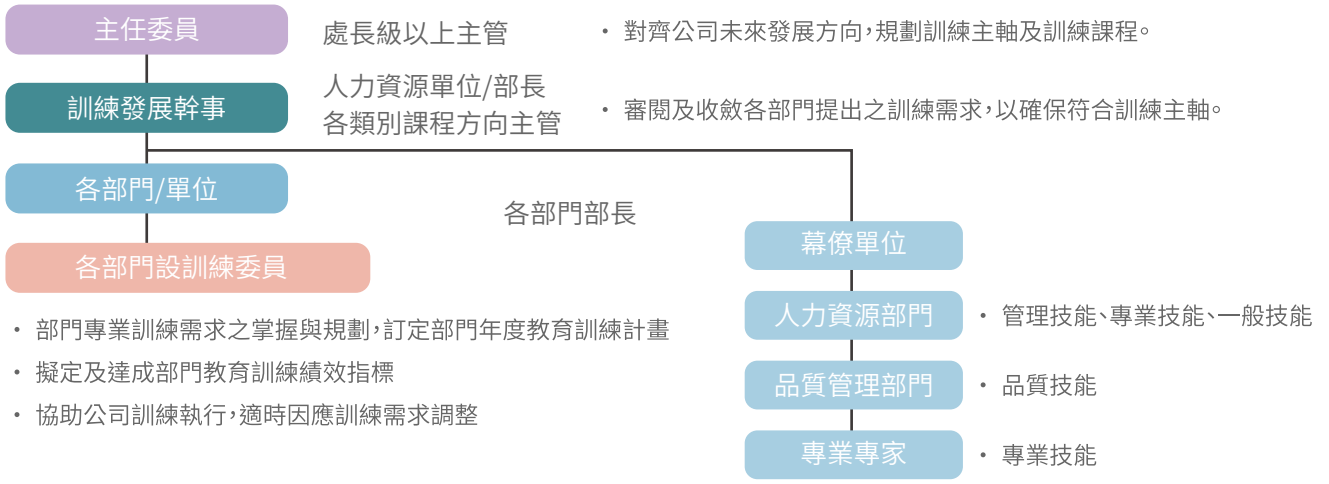 主任委員
處長級以上主管
・ 對齊公司未來發展方向,規劃訓練主軸及訓練課程。
訓練發展幹事
人力資源單位/部長
各類別課程方向主管
・ 審閱及收斂各部門提出之訓練需求,以確保符合訓練主軸。
各部門/單位
各部門設訓練委員
各部門部長
・ 部門專業訓練需求之掌握與規劃,訂定部門年度教育訓練計畫
・ 擬定及達成部門教育訓練績效指標
・ 協助公司訓練執行,適時因應訓練需求調整
幕僚單位
人力資源部門
・ 管理技能、專業技能、一般技能
品質管理部門
・ 品質技能
專業專家
・ 專業技能